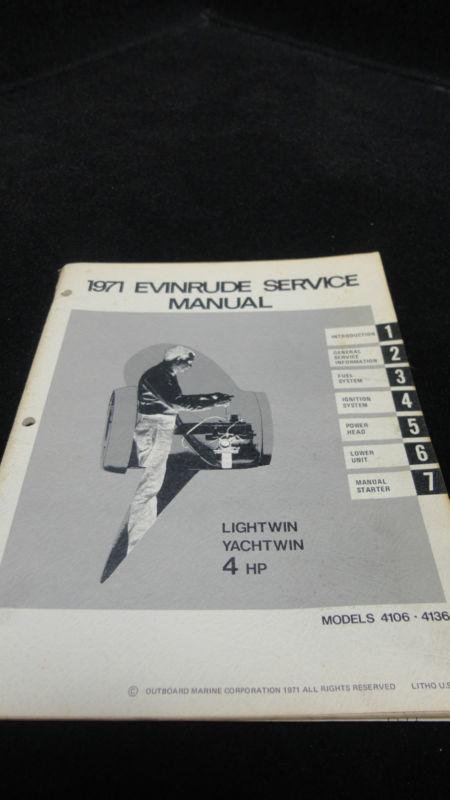 1971 EVINRUDE SERVICE
MANUAL
INTRODUCTION 1
GENERAL
SERVICE
INFORMATION 2
FUEL
SYSTEM 3
IGNITION
SYSTEM 4
POWER
HEAD 5
LOWER
UNIT 6
MANUAL
STARTER 7
LIGHTWIN
YACHTWIN
4 HP
MODELS 4106 · 4136
© OUTBOARD MARINE CORPORATION 1971 ALL RIGHTS RESERVED LITHO U.S